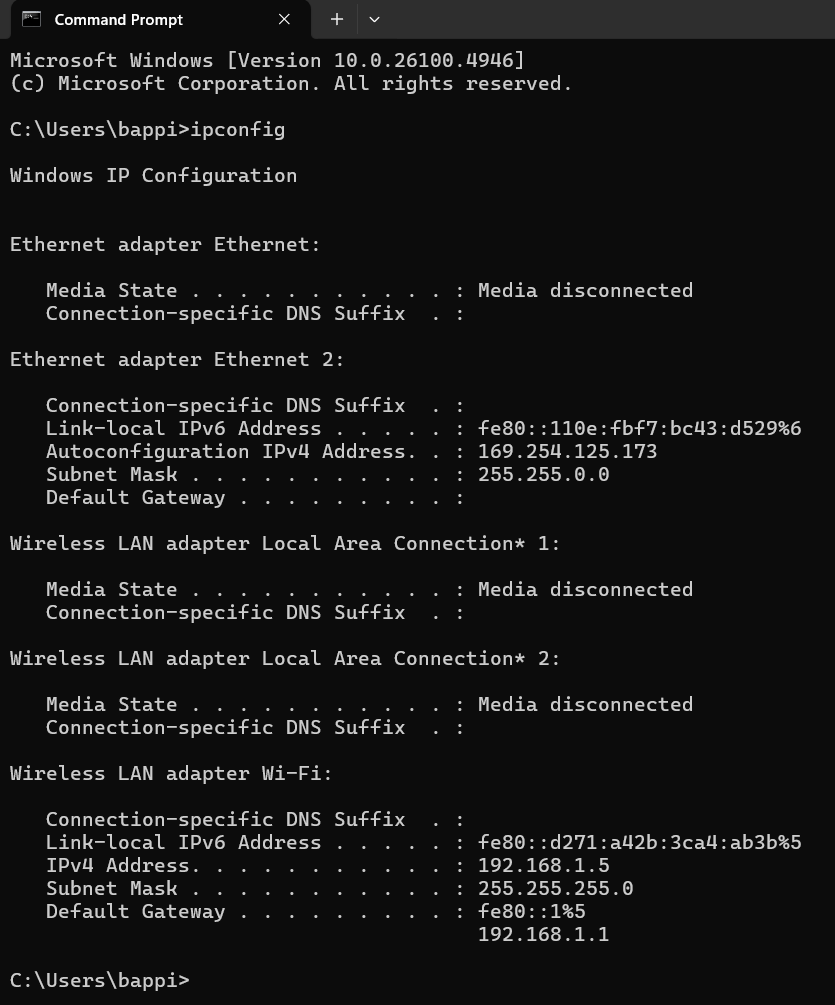 Command Prompt
Microsoft Windows [Version 10.0.26100.4946]
(c) Microsoft Corporation. All rights reserved.
C:\Users\bappi>ipconfig
Windows IP Configuration
Ethernet adapter Ethernet:
   Media State . . . . . . . . . . . : Media disconnected
   Connection-specific DNS Suffix  . :
Ethernet adapter Ethernet 2:
   Connection-specific DNS Suffix  . :
   Link-local IPv6 Address . . . . . : fe80::110e:fbf7:bc43:d529%6
   Autoconfiguration IPv4 Address. . : 169.254.125.173
   Subnet Mask . . . . . . . . . . . : 255.255.0.0
   Default Gateway . . . . . . . . . :
Wireless LAN adapter Local Area Connection* 1:
   Media State . . . . . . . . . . . : Media disconnected
   Connection-specific DNS Suffix  . :
Wireless LAN adapter Local Area Connection* 2:
   Media State . . . . . . . . . . . : Media disconnected
   Connection-specific DNS Suffix  . :
Wireless LAN adapter Wi-Fi:
   Connection-specific DNS Suffix  . :
   Link-local IPv6 Address . . . . . : fe80::d271:a42b:3ca4:ab3b%5
   IPv4 Address. . . . . . . . . . . : 192.168.1.5
   Subnet Mask . . . . . . . . . . . : 255.255.255.0
   Default Gateway . . . . . . . . . : fe80::1%5
                                       192.168.1.1
C:\Users\bappi>